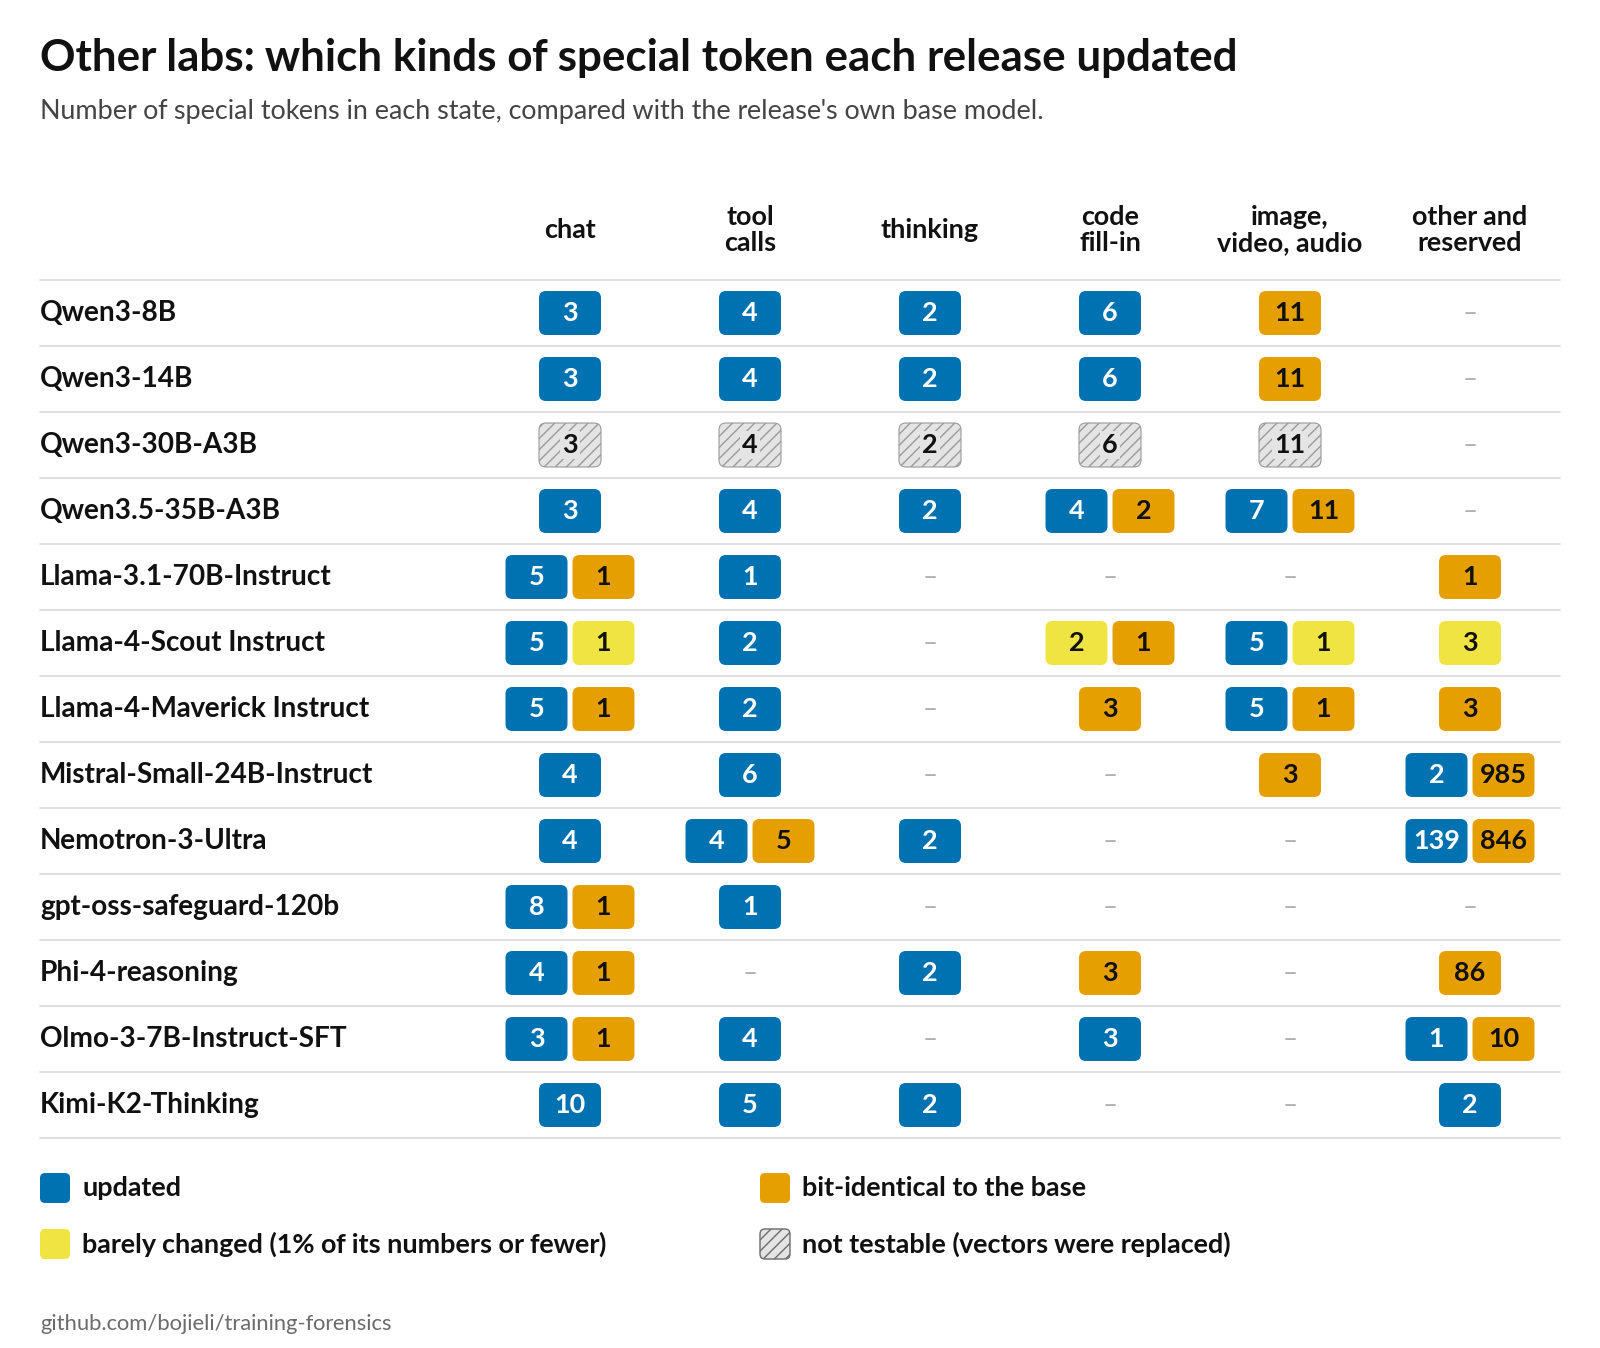 Other labs: which kinds of special token each release updated
Number of special tokens in each state, compared with the release's own base model.
chat tool calls thinking code fill-in image, video, audio other and reserved
Qwen3-8B 3 4 2 6 11 –
Qwen3-14B 3 4 2 6 11 –
Qwen3-30B-A3B 3 4 2 6 11 –
Qwen3.5-35B-A3B 3 4 2 4 2 7 11 –
Llama-3.1-70B-Instruct 5 1 1 – – – 1
Llama-4-Scout Instruct 5 1 2 – 2 1 5 1 3
Llama-4-Maverick Instruct 5 1 2 – 3 5 1 3
Mistral-Small-24B-Instruct 4 6 – – 3 2 985
Nemotron-3-Ultra 4 4 5 2 – – 139 846
gpt-oss-safeguard-120b 8 1 1 – – – –
Phi-4-reasoning 4 1 – 2 3 – 86
Olmo-3-7B-Instruct-SFT 3 1 4 – 3 – 1 10
Kimi-K2-Thinking 10 5 2 – – 2
updated
bit-identical to the base
barely changed (1% of its numbers or fewer)
not testable (vectors were replaced)
github.com/bojieli/training-forensics